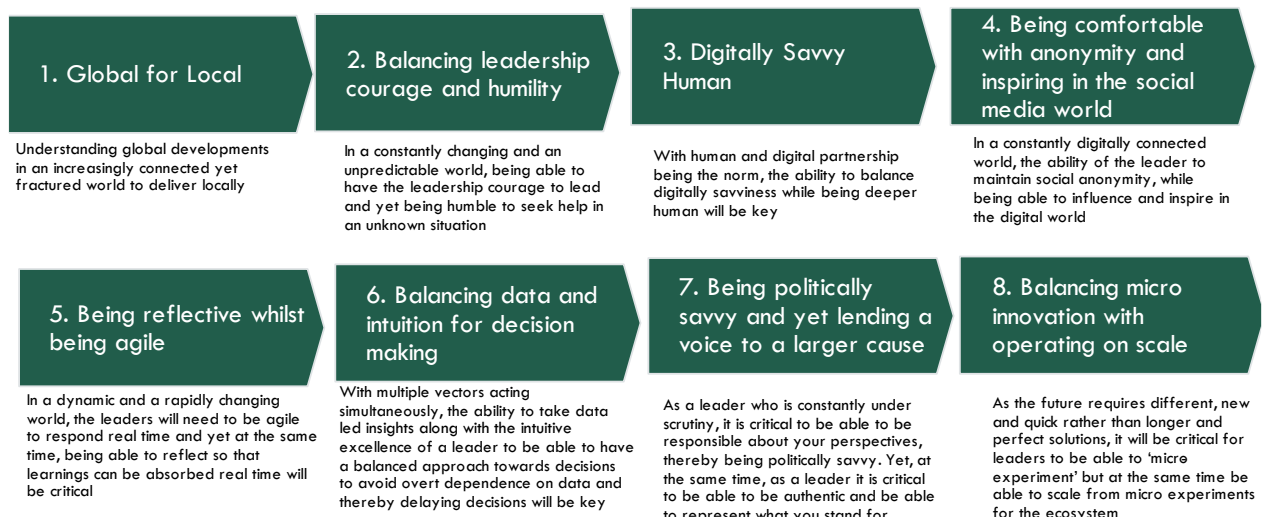 1. Global for Local
Understanding global developments
in an increasingly connected yet
fractured world to deliver locally
2. Balancing leadership
courage and humility
In a constantly changing and an
unpredictable world, being able to
have the leadership courage to lead
and yet being humble to seek help in
an unknown situation
3. Digitally Savvy
Human
With human and digital partnership
being the norm, the ability to balance
digitally savviness while being deeper
human will be key
4. Being comfortable
with anonymity and
inspiring in the social
media world
In a constantly digitally connected
world, the ability of the leader to
maintain social anonymity, while
being able to influence and inspire in
the digital world
5. Being reflective whilst
being agile
In a dynamic and a rapidly changing
world, the leaders will need to be agile
to respond real time and yet at the same
time, being able to reflect so that
learnings can be absorbed real time will
be critical
6. Balancing data and
intuition for decision
making
With multiple vectors acting
simultaneously, the ability to take data
led insights along with the intuitive
excellence of a leader to be able to have
a balanced approach towards decisions
to avoid overt dependence on data and
thereby delaying decisions will be key
7. Being politically
savvy and yet lending a
voice to a larger cause
As a leader who is constantly under
scrutiny, it is critical to be able to be
responsible about your perspectives,
thereby being politically savvy. Yet, at
the same time, as a leader it is critical
to be able to be authentic and be able
to represent what you stand for
8. Balancing micro
innovation with
operating on scale
As the future requires different, new
and quick rather than longer and
perfect solutions, it will be critical for
leaders to be able to ‘micro
experiment’ but at the same time be
able to scale from micro experiments
for the ecosystem